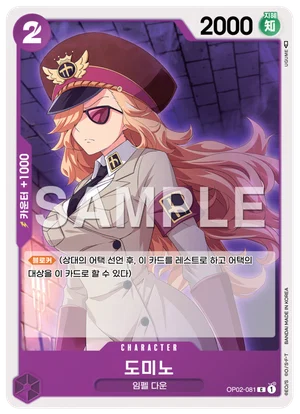 2
2000
지혜
知
UGUME
카운터 +1000
SAMPLE
블로커 (상대의 어택 선언 후, 이 카드를 레스트로 하고 어택의
대상을 이 카드로 할 수 있다)
BANDAI MADE IN KOREA
CHARACTER
도미노
임펠 다운
OP02-081 C 1